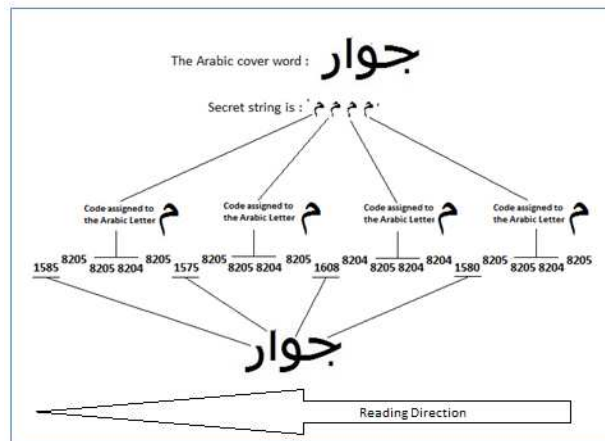 The Arabic cover word : جوار
Secret string is : 'م م م م'
Code assigned to the Arabic Letter م
Code assigned to the Arabic Letter م
Code assigned to the Arabic Letter م
Code assigned to the Arabic Letter م
8205 8205 8205 8205 8204 8204 8205 8205
1585 8205 8204 1575 8205 8204 1608 8205 8204 1580 8205 8204
جوار
Reading Direction